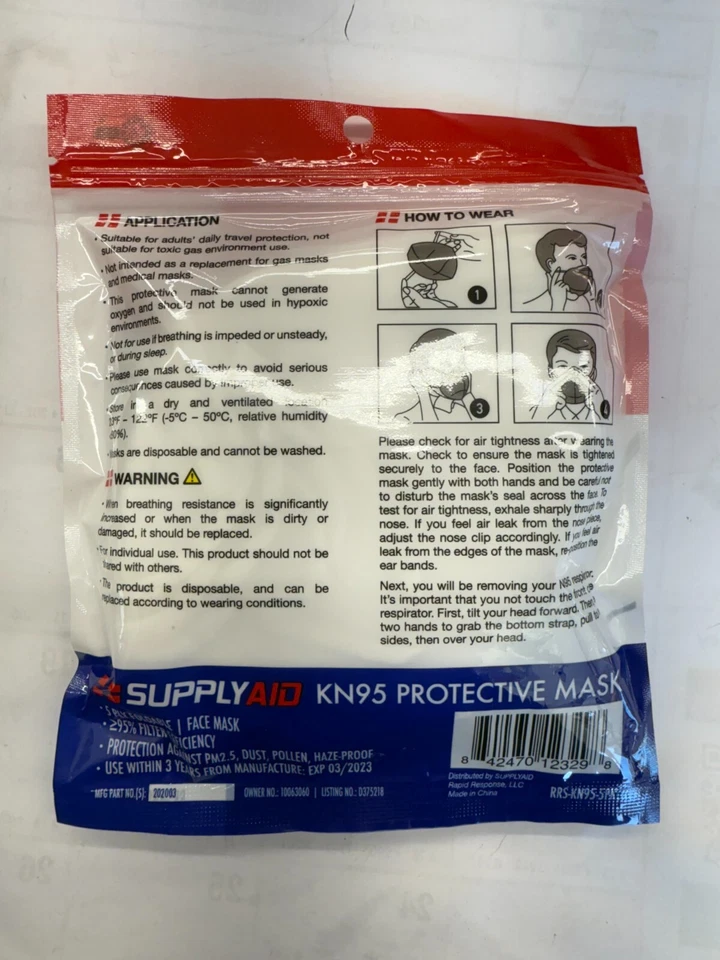 APPLICATION
• Suitable for adults' daily travel protection, not
suitable for toxic gas environment use.
• Not intended as a replacement for gas masks
and medical masks.
• This protective mask cannot generate
oxygen and should not be used in hypoxic
environments.
• Not for use if breathing is impeded or unsteady,
or during sleep.
• Please use mask correctly to avoid serious
consequences caused by use.
• Store in a dry and ventilated
(-5ºC – 50ºC, relative humidity
are disposable and cannot be washed.
WARNING
• When breathing resistance is significantly
increased or when the mask is dirty or
damaged, it should be replaced.
• For individual use. This product should not be
shared with others.
• The product is disposable, and can be
replaced according to wearing conditions.
HOW TO WEAR
1
3
4
Please check for air tightness after wearing the
mask. Check to ensure the mask is tightened
securely to the face. Position the protective
mask gently with both hands and be careful not
to disturb the mask's seal across the face. To
test for air tightness, exhale sharply through the
nose. If you feel air leak from the nose piece,
adjust the nose clip accordingly. If you feel air
leak from the edges of the mask, re-position the
ear bands.
Next, you will be removing your N95
It's important that you not touch the front
respirator. First, tilt your head forward. Then
two hands to grab the bottom strap, pull
sides, then over your head.
SUPPLYAID KN95 PROTECTIVE MASK
• 5 PLY | FACE MASK
• ≥95%
• PROTECTION AGAINST PM2.5, DUST, POLLEN, HAZE-PROOF
• USE WITHIN 3 YEARS FROM MANUFACTURE: EXP 03/2023
MFG PART NO.(S): 202003 OWNER NO.: 10063060 | LISTING NO.: D375218
8 42470 12329 8
Distributed by SUPPLYAID
Rapid Response, LLC
Made in China